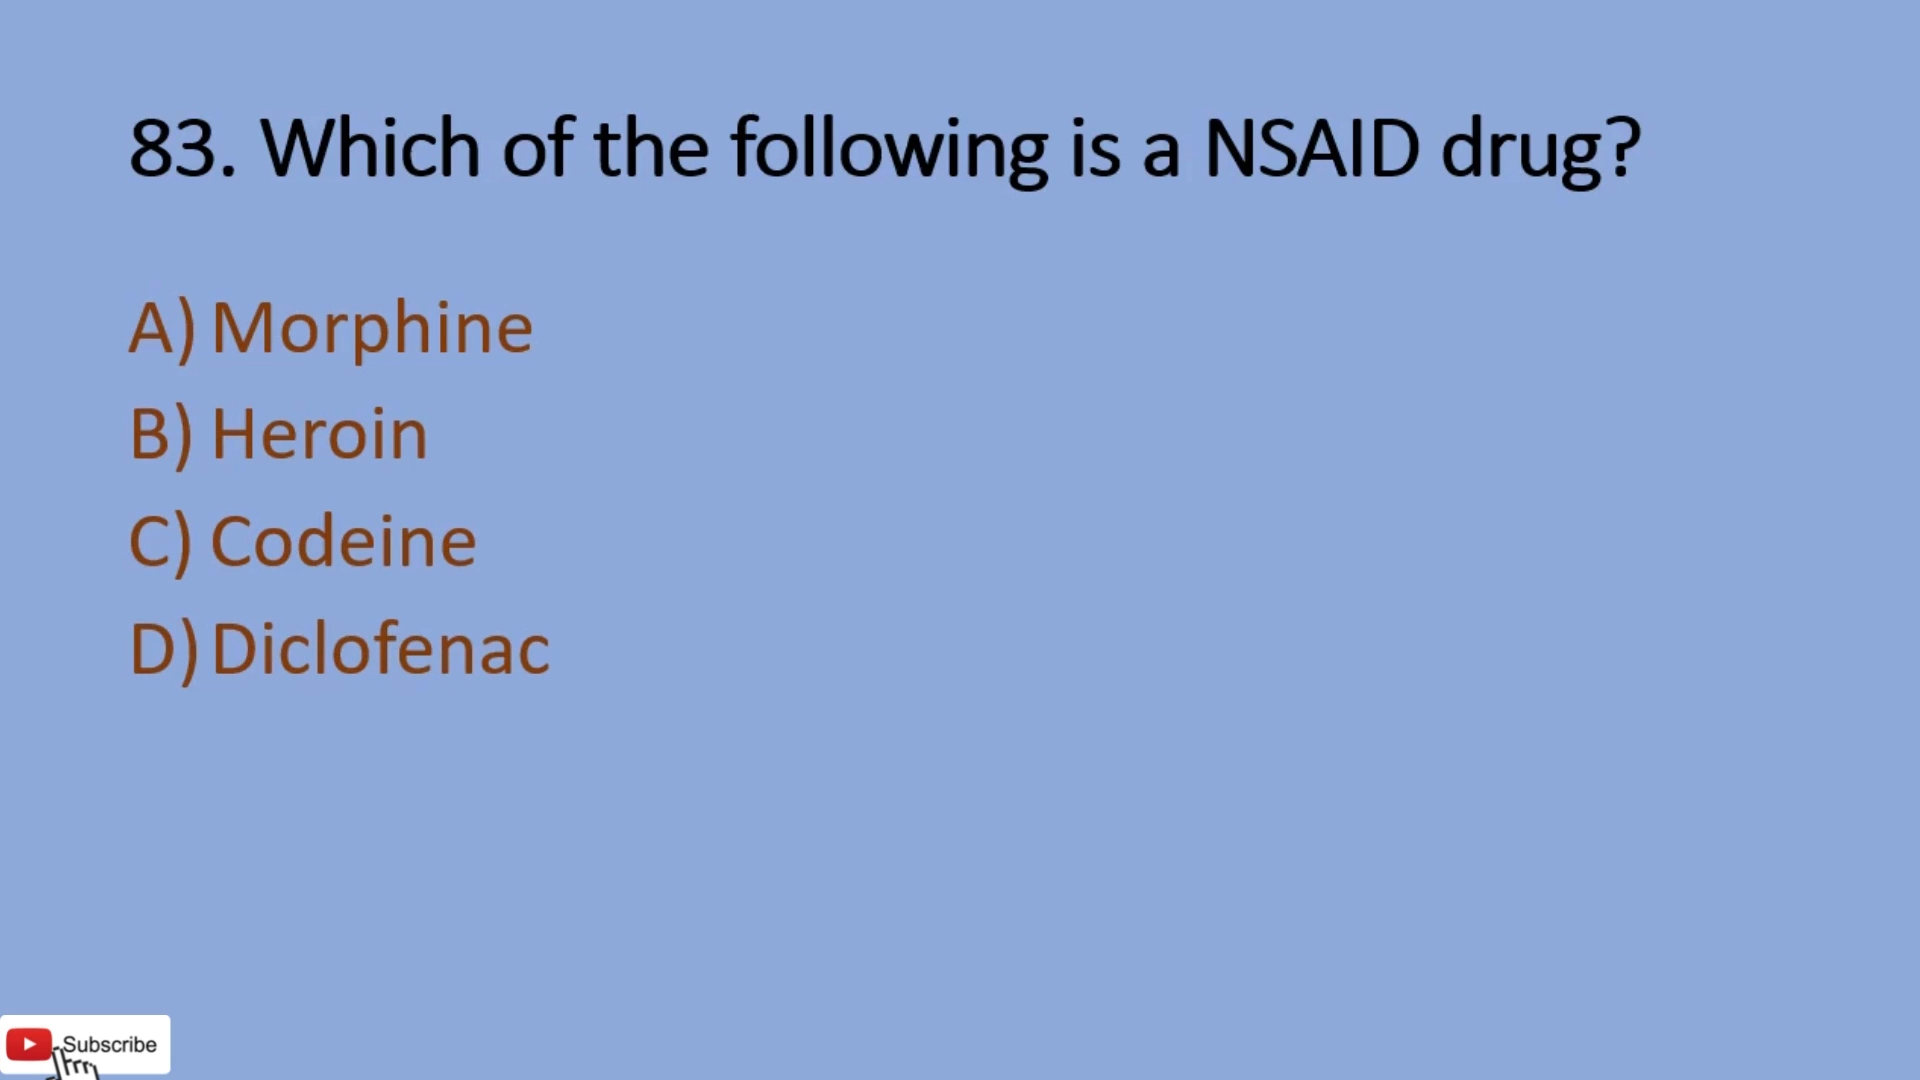 83. Which of the following is a NSAID drug?
A) Morphine
B) Heroin
C) Codeine
D) Diclofenac
Subscribe